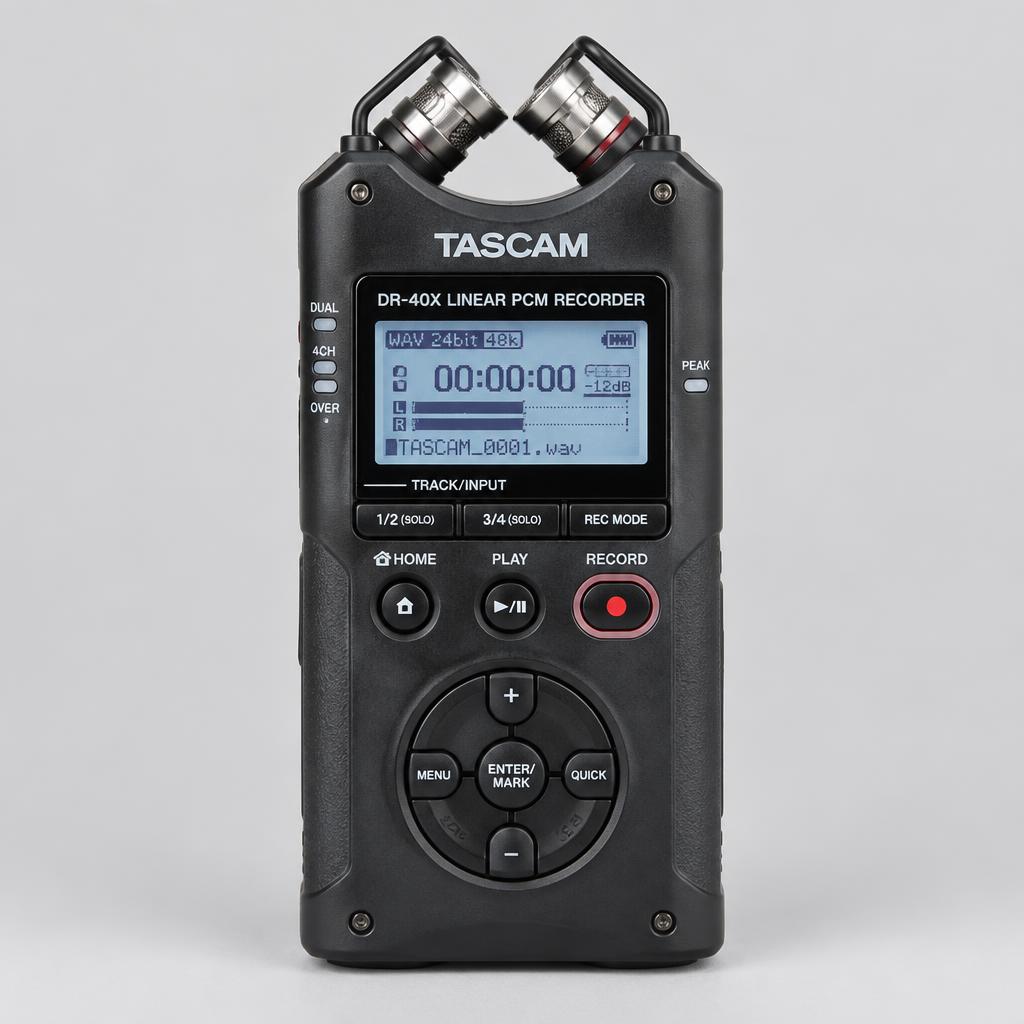 TASCAM
DR-40X LINEAR PCM RECORDER
DUAL
4CH
OVER
PEAK
WAV 24bit 48k
00:00:00
-12dB
L
R
TASCAM_0001.wav
TRACK/INPUT
1/2 (SOLO) 3/4 (SOLO) REC MODE
HOME PLAY RECORD
+
MENU ENTER/MARK QUICK
−